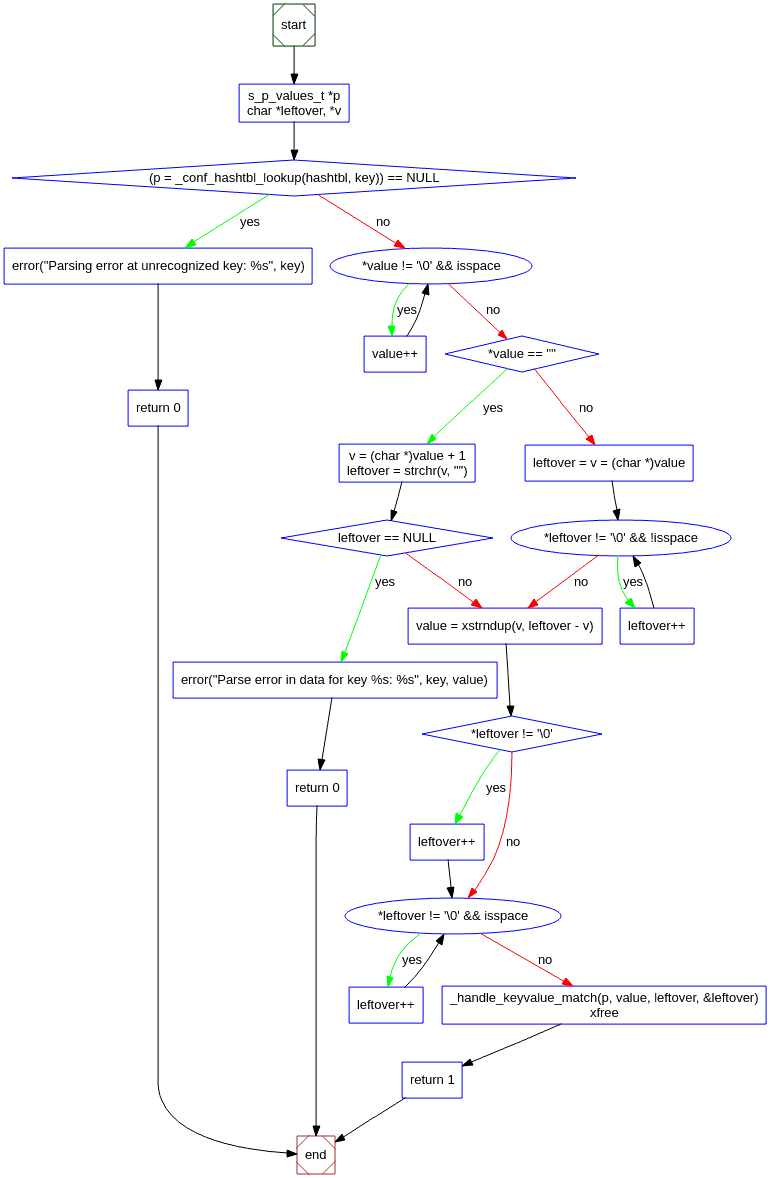 start
s_p_values_t *p
char *leftover, *v
(p = _conf_hashtbl_lookup(hashtbl, key)) == NULL
yes
no
error("Parsing error at unrecognized key: %s", key)
*value != '\0' && isspace
yes
no
value++
*value == '"'
return 0
yes
no
v = (char *)value + 1
leftover = strchr(v, '"')
leftover = v = (char *)value
leftover == NULL
*leftover != '\0' && !isspace
yes
no
no
yes
value = xstrndup(v, leftover - v)
leftover++
error("Parse error in data for key %s: %s", key, value)
*leftover != '\0'
return 0
yes
leftover++
no
*leftover != '\0' && isspace
yes
no
leftover++
_handle_keyvalue_match(p, value, leftover, &leftover)
xfree
return 1
end